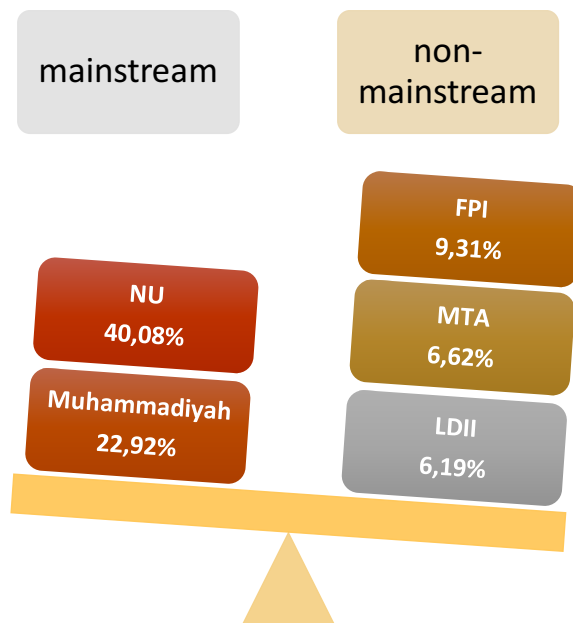 mainstream
non-
mainstream
NU
40,08%
Muhammadiyah
22,92%
FPI
9,31%
MTA
6,62%
LDII
6,19%